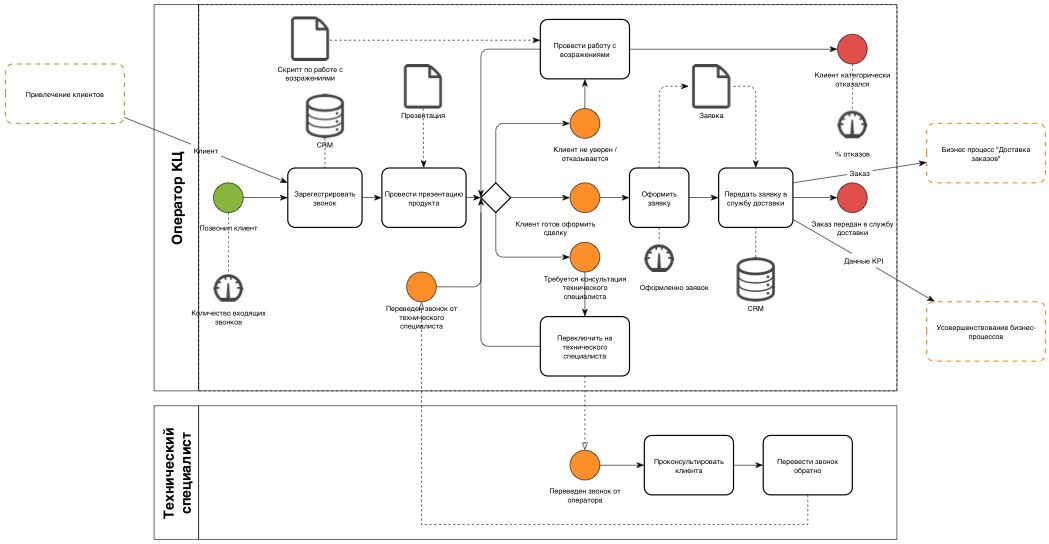 Оператор КЦ
Привлечение клиентов
Клиент
Позвонил клиент
Количество входящих
звонков
Скрипт по работе с
возражениями
CRM
Зарегестрировать
звонок
Презентация
Провести презентацию
продукта
Переведен звонок от
технического
специалиста
Провести работу с
возражениями
Клиент не уверен /
отказывается
Клиент готов оформить
сделку
Требуется консультация
технического
специалиста
Переключить на
технического
специалиста
Оформить
заявку
Оформленно заявок
Заявка
Передать заявку в
службу доставки
CRM
Клиент категорически
отказался
% отказов
Заказ
Заказ передан в службу
доставки
Данные KPI
Бизнес процесс "Доставка
заказов"
Усовершенствование бизнес-
процессов
Технический
специалист
Переведен звонок от
оператора
Проконсультировать
клиента
Перевести звонок
обратно